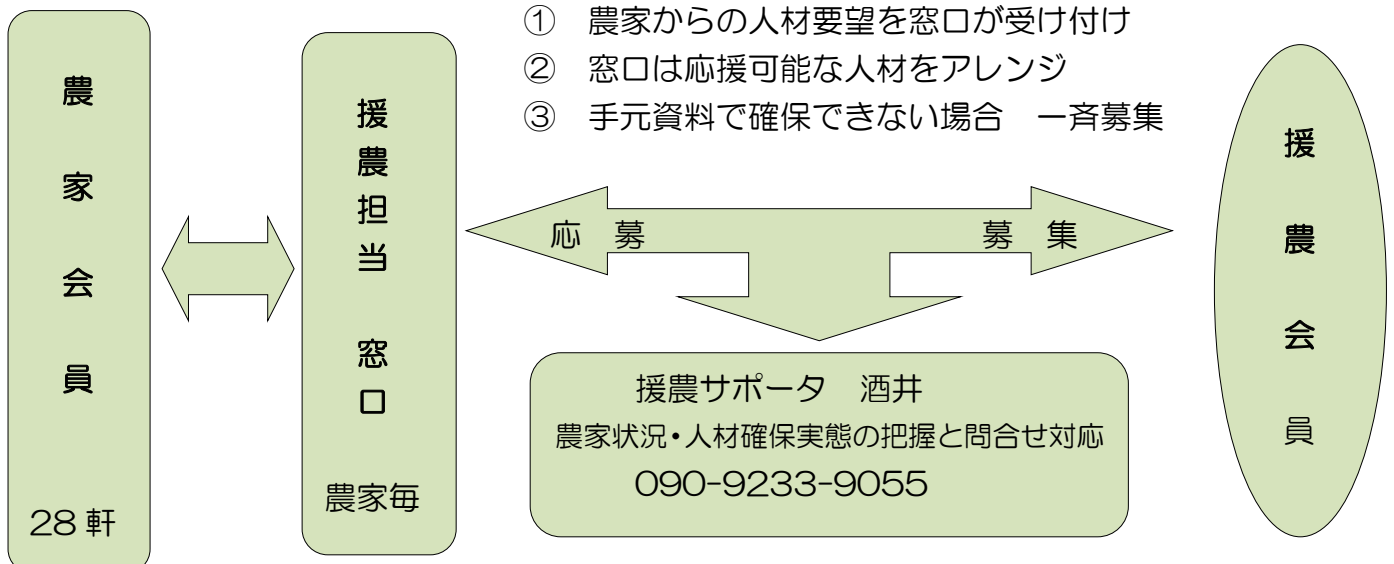 ① 農家からの人材要望を窓口が受け付け
② 窓口は応援可能な人材をアレンジ
③ 手元資料で確保できない場合 一斉募集
農家会員
28軒
援農担当 窓口
農家毎
応 募
募 集
援農サポータ 酒井
農家状況・人材確保実態の把握と問合せ対応
090-9233-9055
援農会員